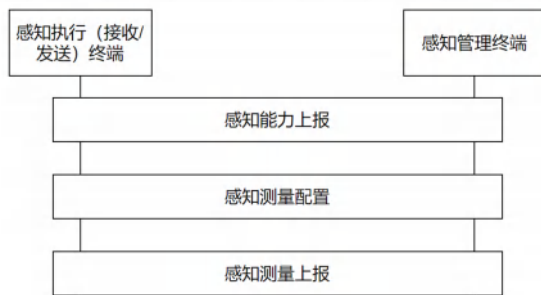 感知执行（接收/
发送）终端
感知管理终端
感知能力上报
感知测量配置
感知测量上报